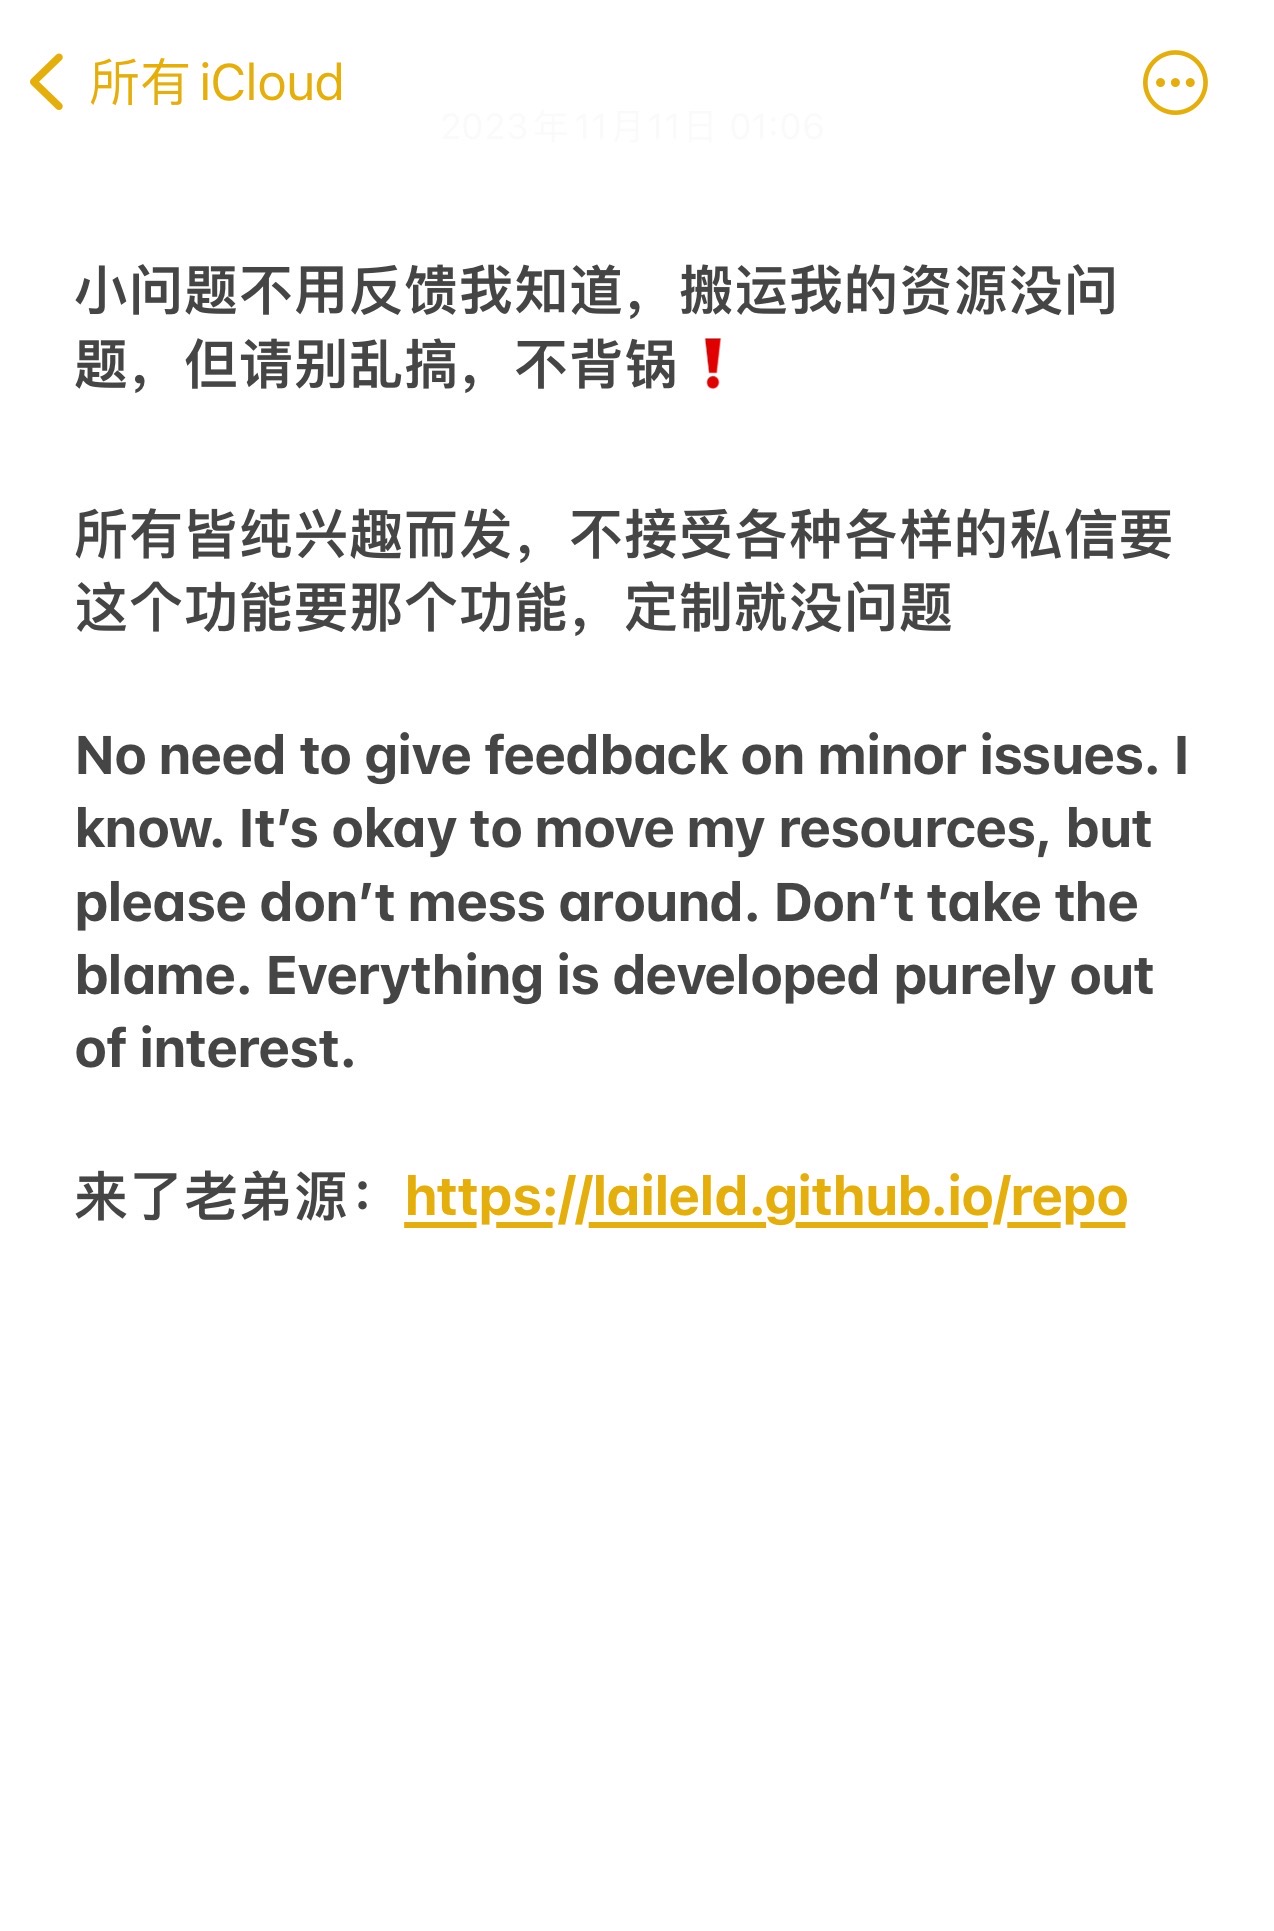 所有 iCloud
2023年11月11日 01:06
小问题不用反馈我知道，搬运我的资源没问
题，但请别乱搞，不背锅❗
所有皆纯兴趣而发，不接受各种各样的私信要
这个功能要那个功能，定制就没问题
No need to give feedback on minor issues. I
know. It’s okay to move my resources, but
please don’t mess around. Don’t take the
blame. Everything is developed purely out
of interest.
来了老弟源：https://laileld.github.io/repo